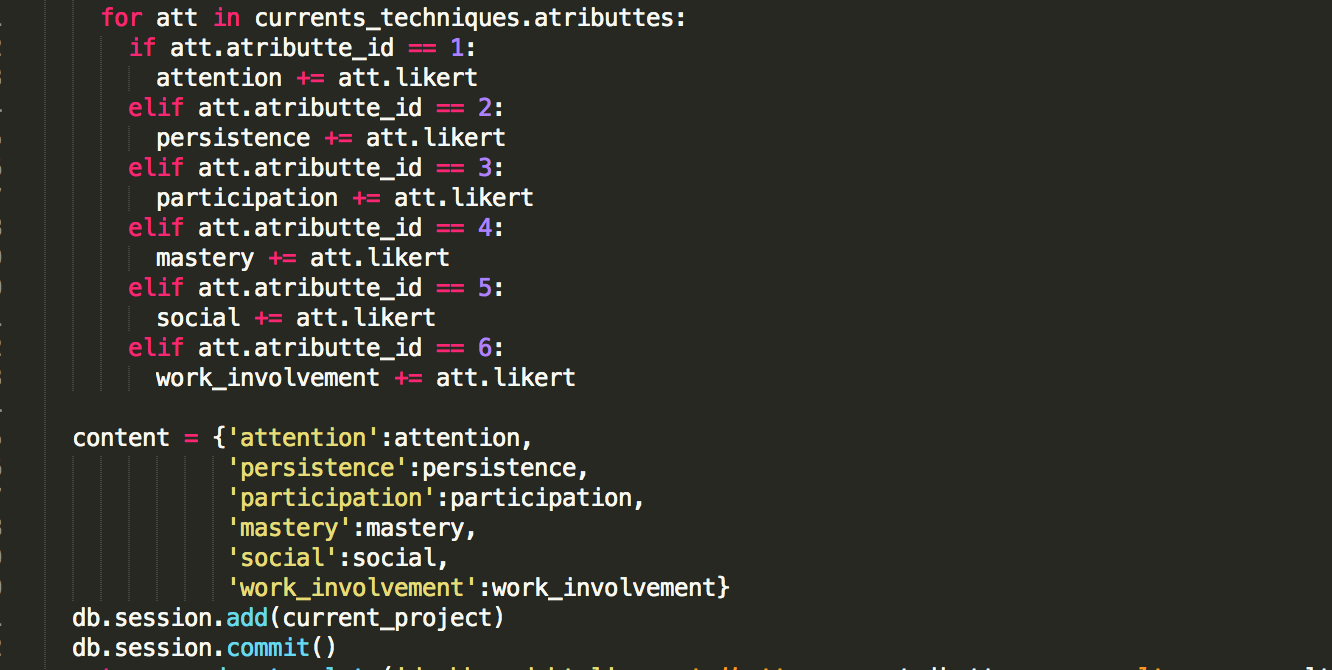 for att in currents_techniques.atributtes:
if att.atributte_id == 1:
attention += att.likert
elif att.atributte_id == 2:
persistence += att.likert
elif att.atributte_id == 3:
participation += att.likert
elif att.atributte_id == 4:
mastery += att.likert
elif att.atributte_id == 5:
social += att.likert
elif att.atributte_id == 6:
work_involvement += att.likert
content = {'attention':attention,
'persistence':persistence,
'participation':participation,
'mastery':mastery,
'social':social,
'work_involvement':work_involvement}
db.session.add(current_project)
db.session.commit()